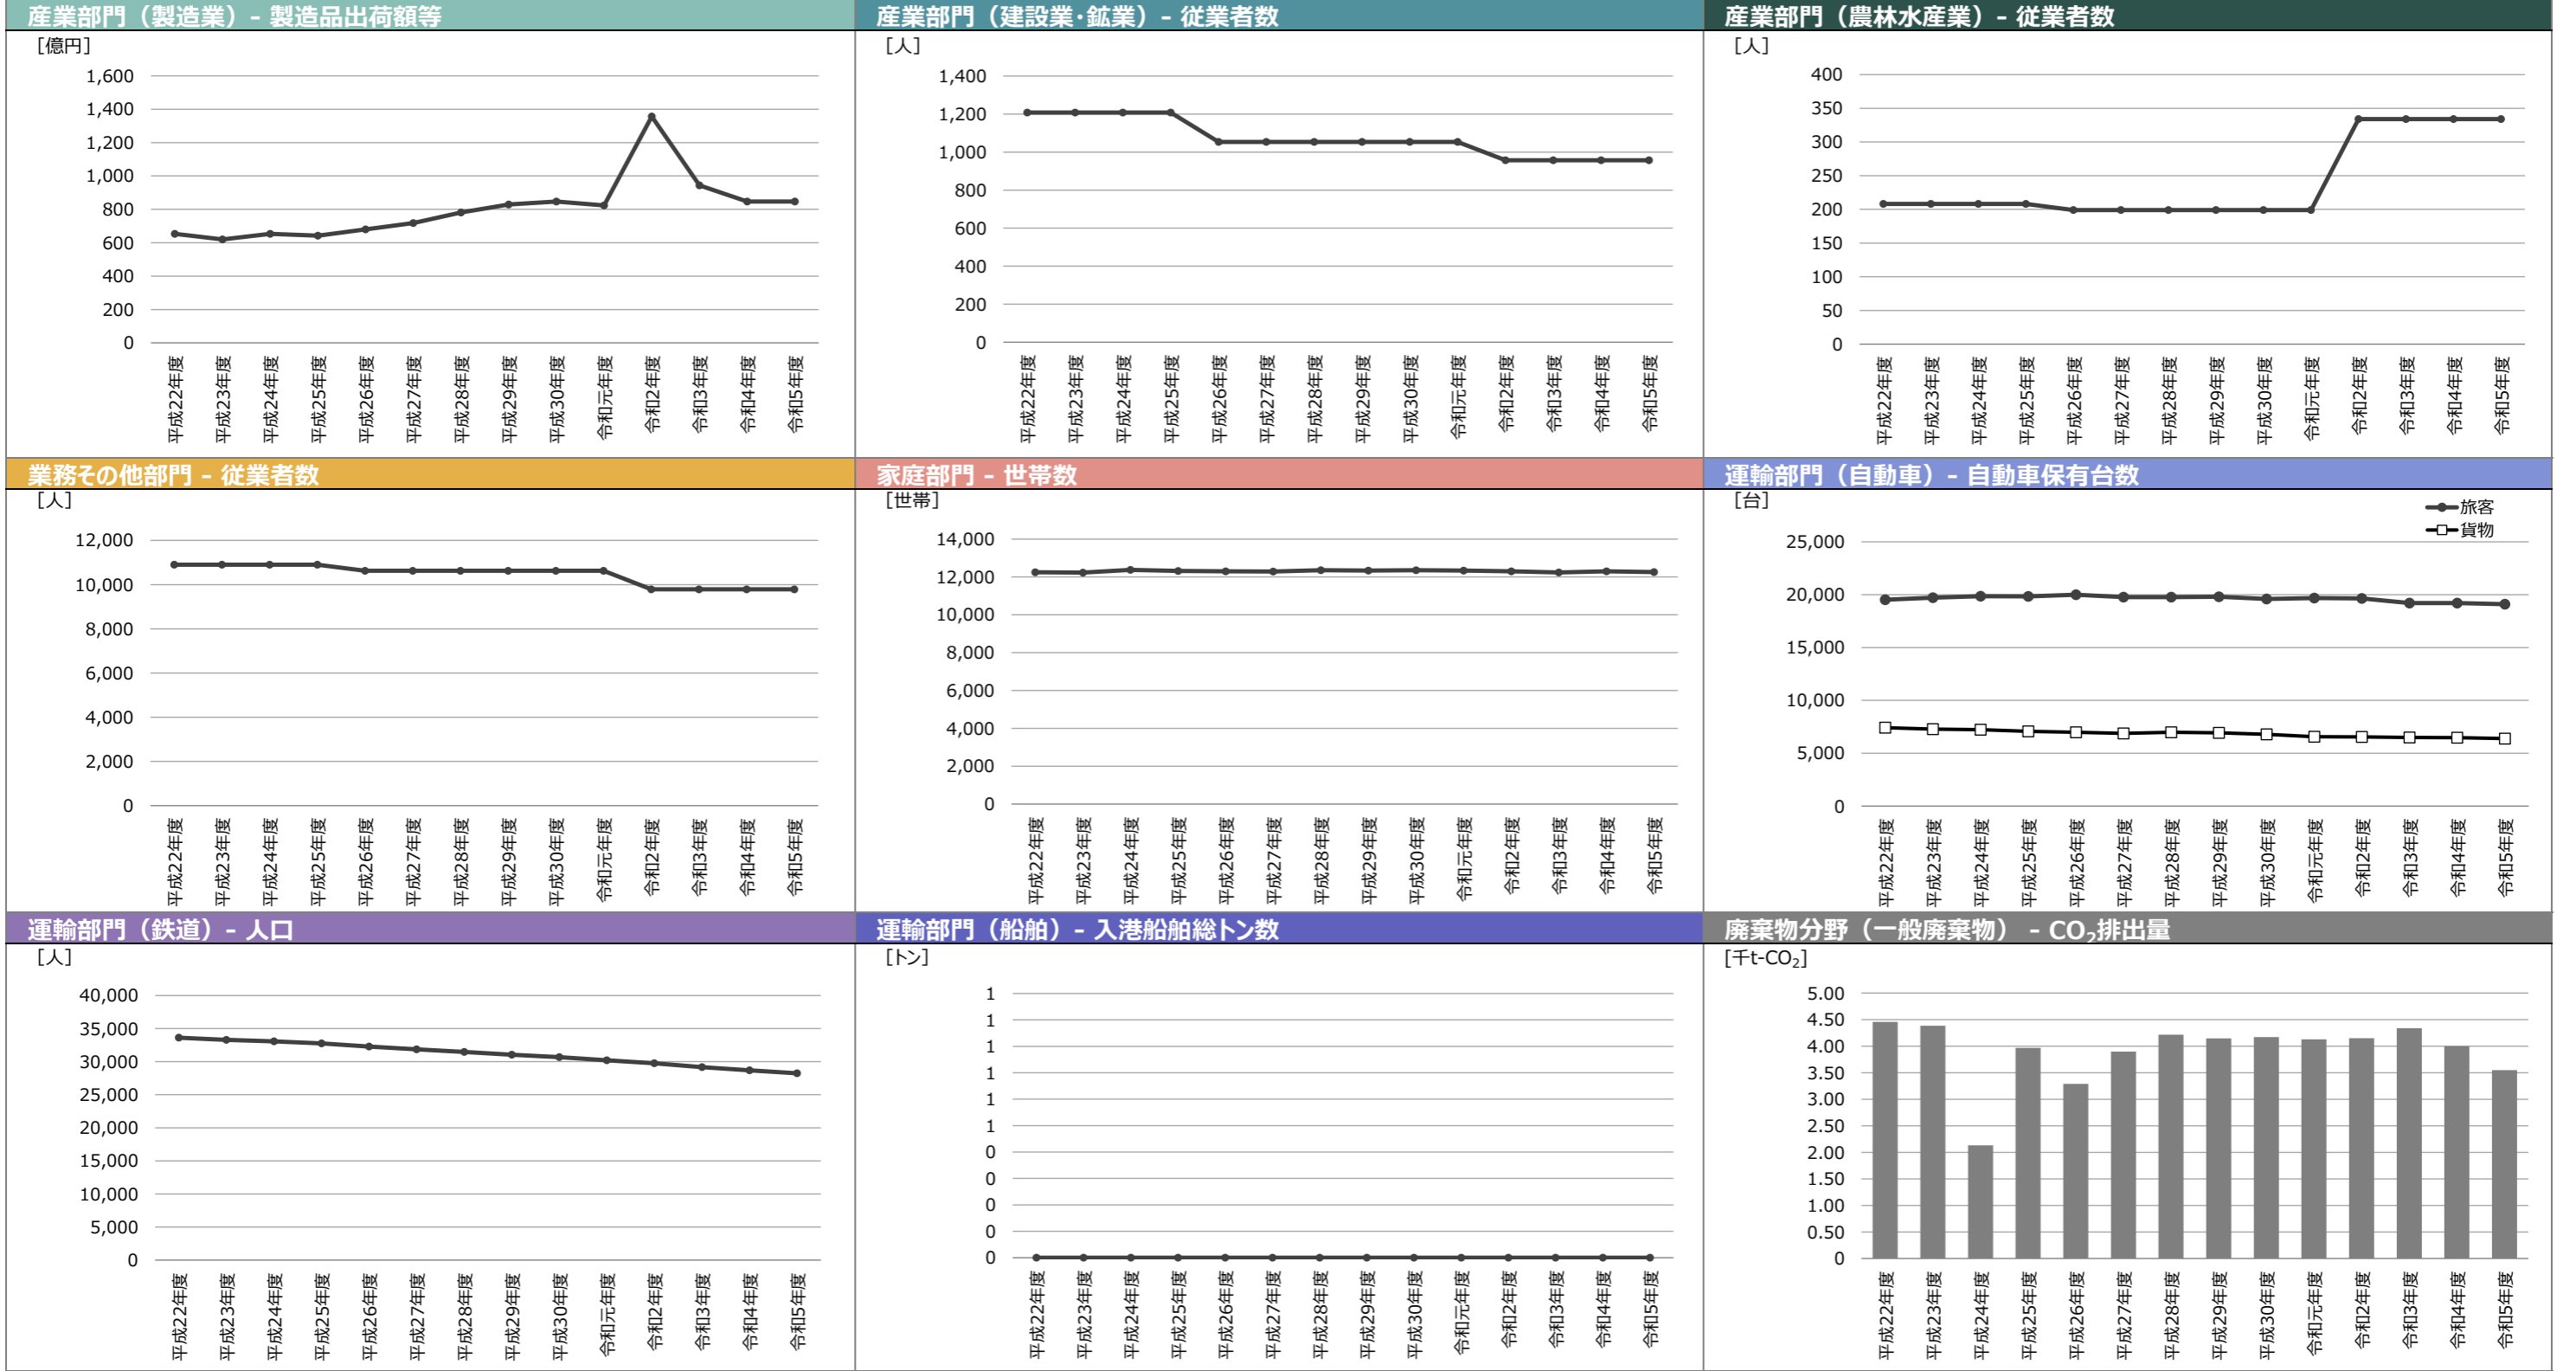 産業部門（製造業）- 製造品出荷額等
[億円]
1,600
1,400
1,200
1,000
800
600
400
200
0
平成22年度
平成23年度
平成24年度
平成25年度
平成26年度
平成27年度
平成28年度
平成29年度
平成30年度
令和元年度
令和2年度
令和3年度
令和4年度
令和5年度
産業部門（建設業・鉱業）- 従業者数
[人]
1,400
1,200
1,000
800
600
400
200
0
平成22年度
平成23年度
平成24年度
平成25年度
平成26年度
平成27年度
平成28年度
平成29年度
平成30年度
令和元年度
令和2年度
令和3年度
令和4年度
令和5年度
産業部門（農林水産業）- 従業者数
[人]
400
350
300
250
200
150
100
50
0
平成22年度
平成23年度
平成24年度
平成25年度
平成26年度
平成27年度
平成28年度
平成29年度
平成30年度
令和元年度
令和2年度
令和3年度
令和4年度
令和5年度
業務その他部門 - 従業者数
[人]
12,000
10,000
8,000
6,000
4,000
2,000
0
平成22年度
平成23年度
平成24年度
平成25年度
平成26年度
平成27年度
平成28年度
平成29年度
平成30年度
令和元年度
令和2年度
令和3年度
令和4年度
令和5年度
家庭部門 - 世帯数
[世帯]
14,000
12,000
10,000
8,000
6,000
4,000
2,000
0
平成22年度
平成23年度
平成24年度
平成25年度
平成26年度
平成27年度
平成28年度
平成29年度
平成30年度
令和元年度
令和2年度
令和3年度
令和4年度
令和5年度
運輸部門（自動車）- 自動車保有台数
[台]
旅客
貨物
25,000
20,000
15,000
10,000
5,000
0
平成22年度
平成23年度
平成24年度
平成25年度
平成26年度
平成27年度
平成28年度
平成29年度
平成30年度
令和元年度
令和2年度
令和3年度
令和4年度
令和5年度
運輸部門（鉄道）- 人口
[人]
40,000
35,000
30,000
25,000
20,000
15,000
10,000
5,000
0
平成22年度
平成23年度
平成24年度
平成25年度
平成26年度
平成27年度
平成28年度
平成29年度
平成30年度
令和元年度
令和2年度
令和3年度
令和4年度
令和5年度
運輸部門（船舶）- 入港船舶総トン数
[トン]
1
1
1
1
1
1
0
0
0
0
0
平成22年度
平成23年度
平成24年度
平成25年度
平成26年度
平成27年度
平成28年度
平成29年度
平成30年度
令和元年度
令和2年度
令和3年度
令和4年度
令和5年度
廃棄物分野（一般廃棄物） - CO₂排出量
[千t-CO₂]
5.00
4.50
4.00
3.50
3.00
2.50
2.00
1.50
1.00
0.50
0
平成22年度
平成23年度
平成24年度
平成25年度
平成26年度
平成27年度
平成28年度
平成29年度
平成30年度
令和元年度
令和2年度
令和3年度
令和4年度
令和5年度